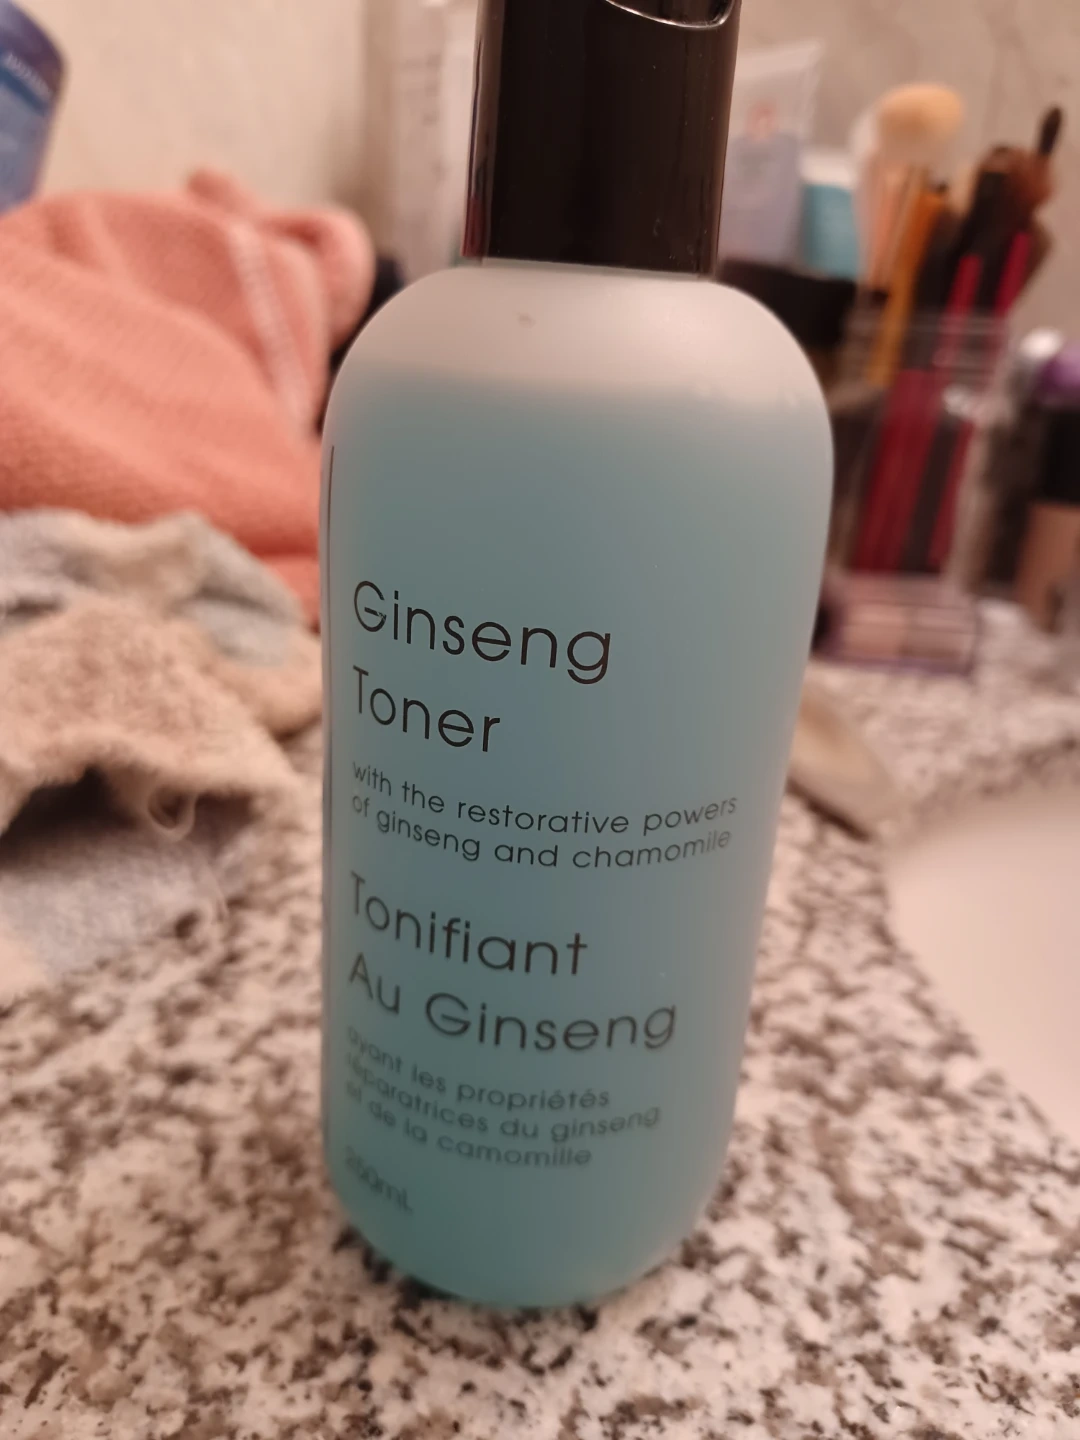 Ginseng
Toner
with the restorative powers
of ginseng and chamomile
Tonifiant
Au Ginseng
ayant les propriétés
réparatrices du ginseng
et de la camomille
250mL